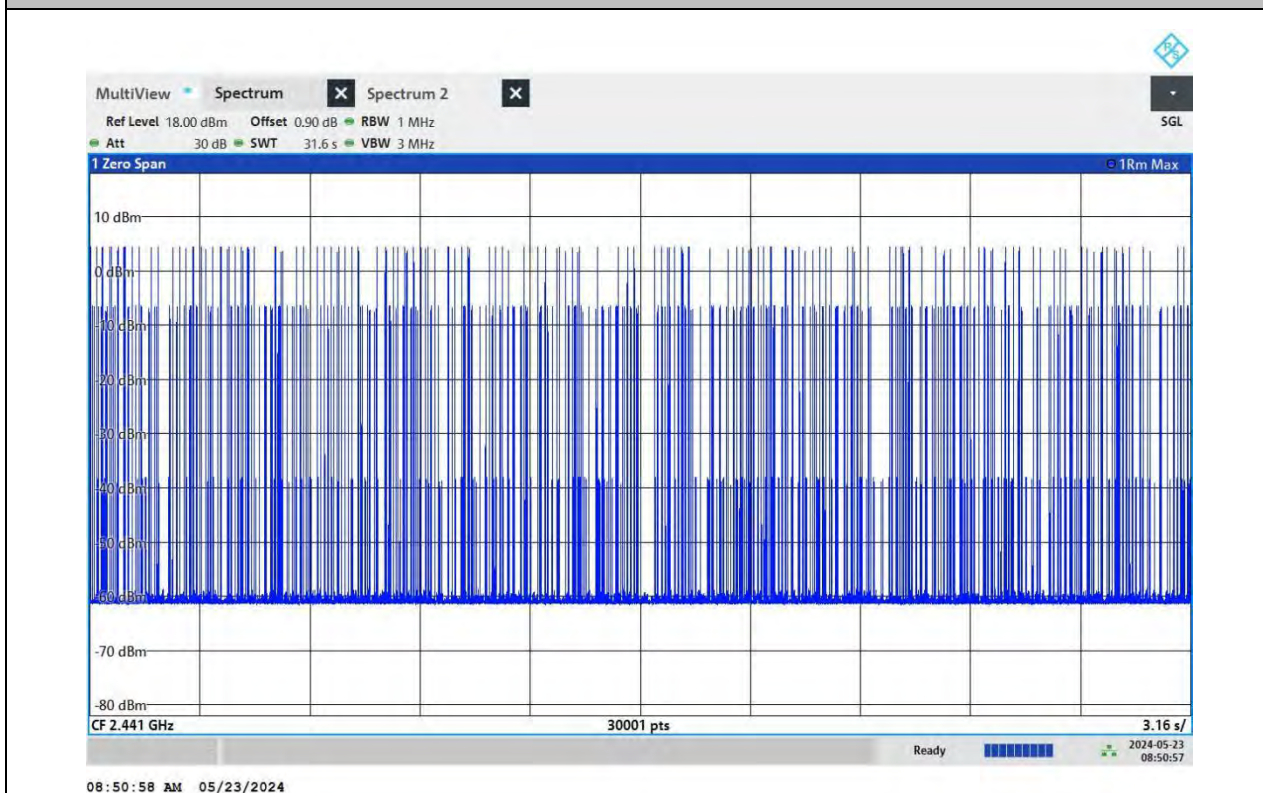 R&S
MultiView Spectrum X Spectrum 2 X
Ref Level 18.00 dBm Offset 0.90 dB RBW 1 MHz SGL
Att 30 dB SWT 31.6 s VBW 3 MHz
1 Zero Span 1Rm Max
10 dBm
0 dBm
-10 dBm
-20 dBm
-30 dBm
-40 dBm
-50 dBm
-60 dBm
-70 dBm
-80 dBm
CF 2.441 GHz 30001 pts 3.16 s/
Ready 2024-05-23
08:50:57
08:50:58 AM 05/23/2024